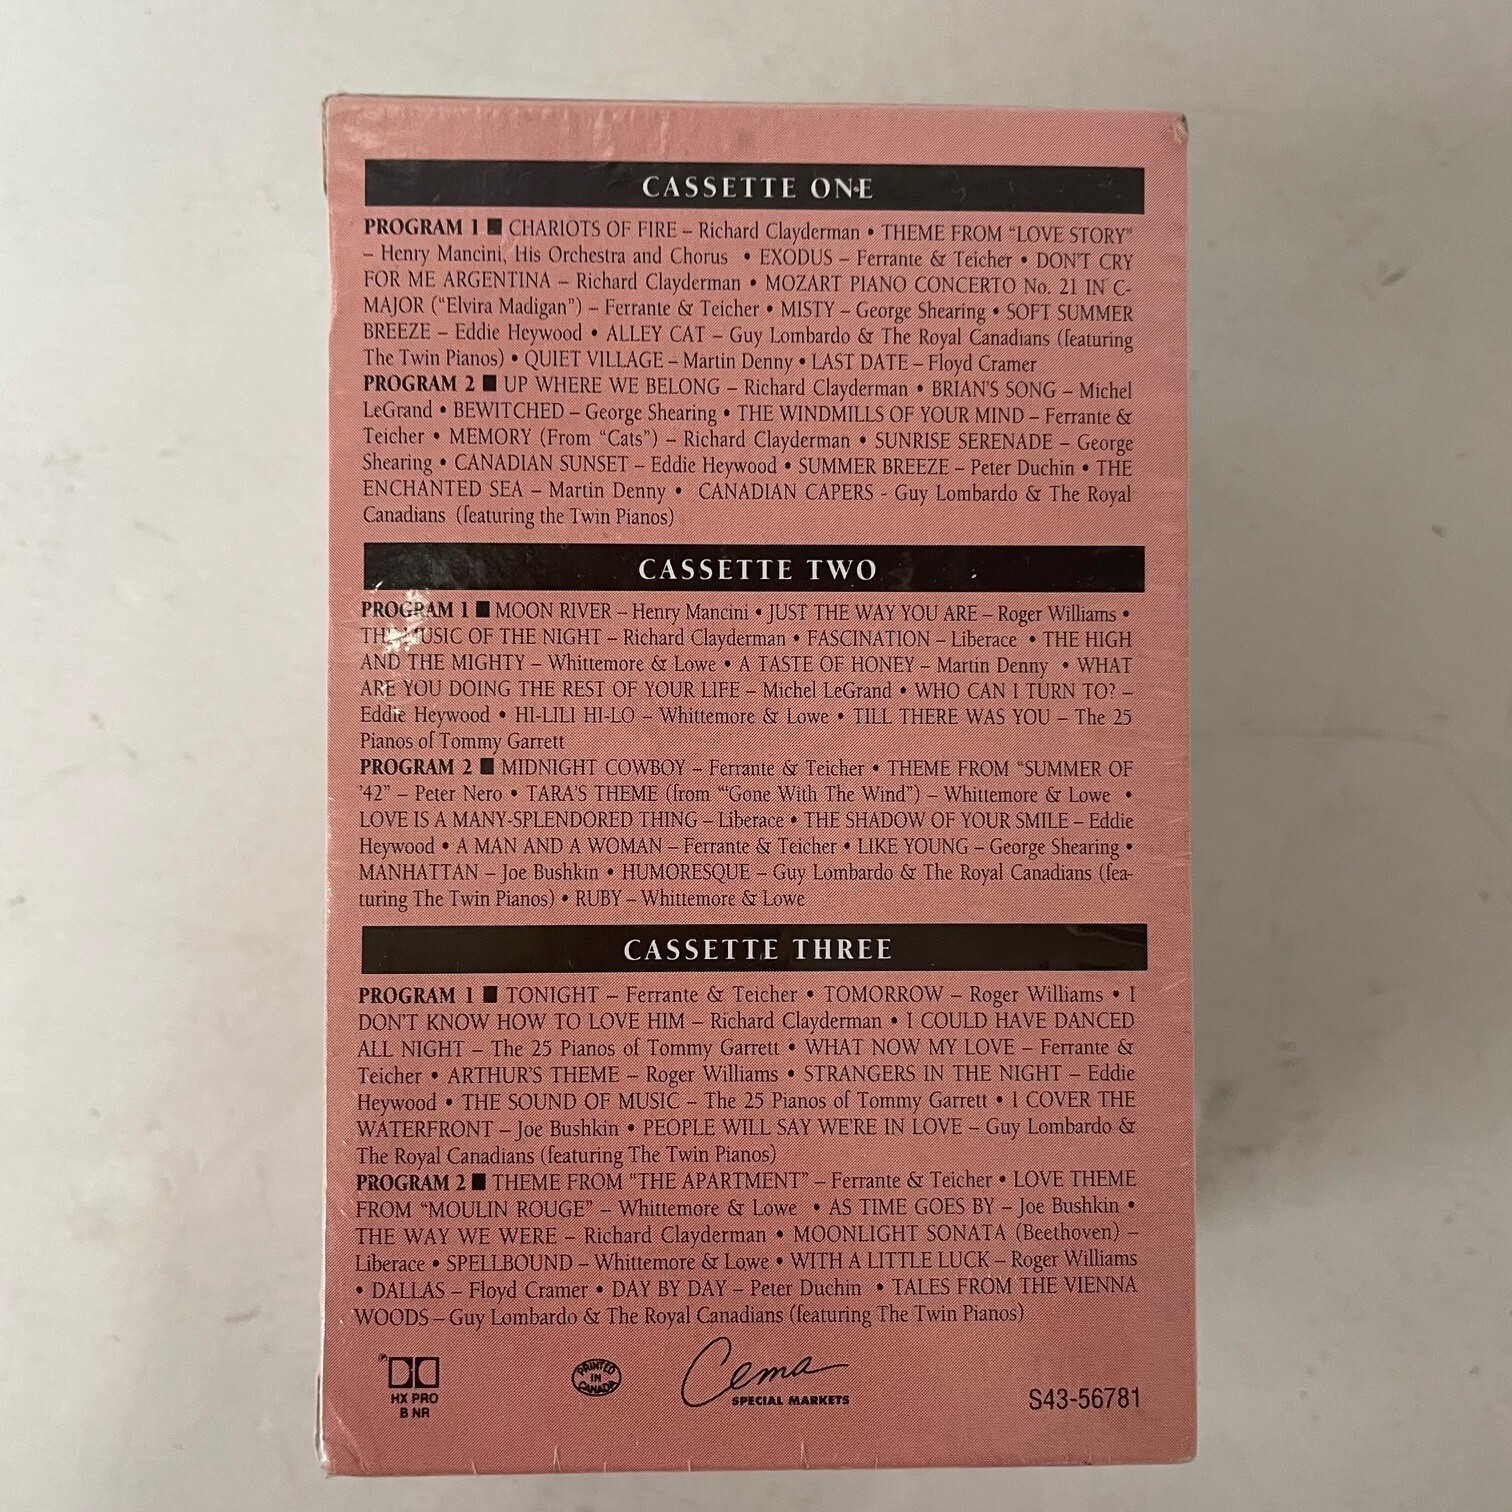 CASSETTE ONE
PROGRAM 1 ■ CHARIOTS OF FIRE – Richard Clayderman • THEME FROM “LOVE STORY”
– Henry Mancini, His Orchestra and Chorus • EXODUS – Ferrante & Teicher • DON'T CRY
FOR ME ARGENTINA – Richard Clayderman • MOZART PIANO CONCERTO No. 21 IN C-
MAJOR (“Elvira Madigan”) – Ferrante & Teicher • MISTY – George Shearing • SOFT SUMMER
BREEZE – Eddie Heywood • ALLEY CAT – Guy Lombardo & The Royal Canadians (featuring
The Twin Pianos) • QUIET VILLAGE – Martin Denny • LAST DATE – Floyd Cramer
PROGRAM 2 ■ UP WHERE WE BELONG – Richard Clayderman • BRIAN'S SONG – Michel
LeGrand • BEWITCHED – George Shearing • THE WINDMILLS OF YOUR MIND – Ferrante &
Teicher • MEMORY (From “Cats”) – Richard Clayderman • SUNRISE SERENADE – George
Shearing • CANADIAN SUNSET – Eddie Heywood • SUMMER BREEZE – Peter Duchin • THE
ENCHANTED SEA – Martin Denny • CANADIAN CAPERS - Guy Lombardo & The Royal
Canadians (featuring the Twin Pianos)
CASSETTE TWO
PROGRAM 1 ■ MOON RIVER – Henry Mancini • JUST THE WAY YOU ARE – Roger Williams •
THE MUSIC OF THE NIGHT – Richard Clayderman • FASCINATION – Liberace • THE HIGH
AND THE MIGHTY – Whittemore & Lowe • A TASTE OF HONEY – Martin Denny • WHAT
ARE YOU DOING THE REST OF YOUR LIFE – Michel LeGrand • WHO CAN I TURN TO? –
Eddie Heywood • HI-LILI HI-LO – Whittemore & Lowe • TILL THERE WAS YOU – The 25
Pianos of Tommy Garrett
PROGRAM 2 ■ MIDNIGHT COWBOY – Ferrante & Teicher • THEME FROM “SUMMER OF
'42” – Peter Nero • TARA'S THEME (from “'Gone With The Wind”) – Whittemore & Lowe •
LOVE IS A MANY-SPLENDORED THING – Liberace • THE SHADOW OF YOUR SMILE – Eddie
Heywood • A MAN AND A WOMAN – Ferrante & Teicher • LIKE YOUNG – George Shearing •
MANHATTAN – Joe Bushkin • HUMORESQUE – Guy Lombardo & The Royal Canadians (fea-
turing The Twin Pianos) • RUBY – Whittemore & Lowe
CASSETTE THREE
PROGRAM 1 ■ TONIGHT – Ferrante & Teicher • TOMORROW – Roger Williams • I
DON'T KNOW HOW TO LOVE HIM – Richard Clayderman • I COULD HAVE DANCED
ALL NIGHT – The 25 Pianos of Tommy Garrett • WHAT NOW MY LOVE – Ferrante &
Teicher • ARTHUR'S THEME – Roger Williams • STRANGERS IN THE NIGHT – Eddie
Heywood • THE SOUND OF MUSIC – The 25 Pianos of Tommy Garrett • I COVER THE
WATERFRONT – Joe Bushkin • PEOPLE WILL SAY WE'RE IN LOVE – Guy Lombardo &
The Royal Canadians (featuring The Twin Pianos)
PROGRAM 2 ■ THEME FROM “THE APARTMENT” – Ferrante & Teicher • LOVE THEME
FROM “MOULIN ROUGE” – Whittemore & Lowe • AS TIME GOES BY – Joe Bushkin •
THE WAY WE WERE – Richard Clayderman • MOONLIGHT SONATA (Beethoven) –
Liberace • SPELLBOUND – Whittemore & Lowe • WITH A LITTLE LUCK – Roger Williams
• DALLAS – Floyd Cramer • DAY BY DAY – Peter Duchin • TALES FROM THE VIENNA
WOODS – Guy Lombardo & The Royal Canadians (featuring The Twin Pianos)
HX PRO
B NR
PRINTED
IN
CANADA
Cema
SPECIAL MARKETS
S43-56781